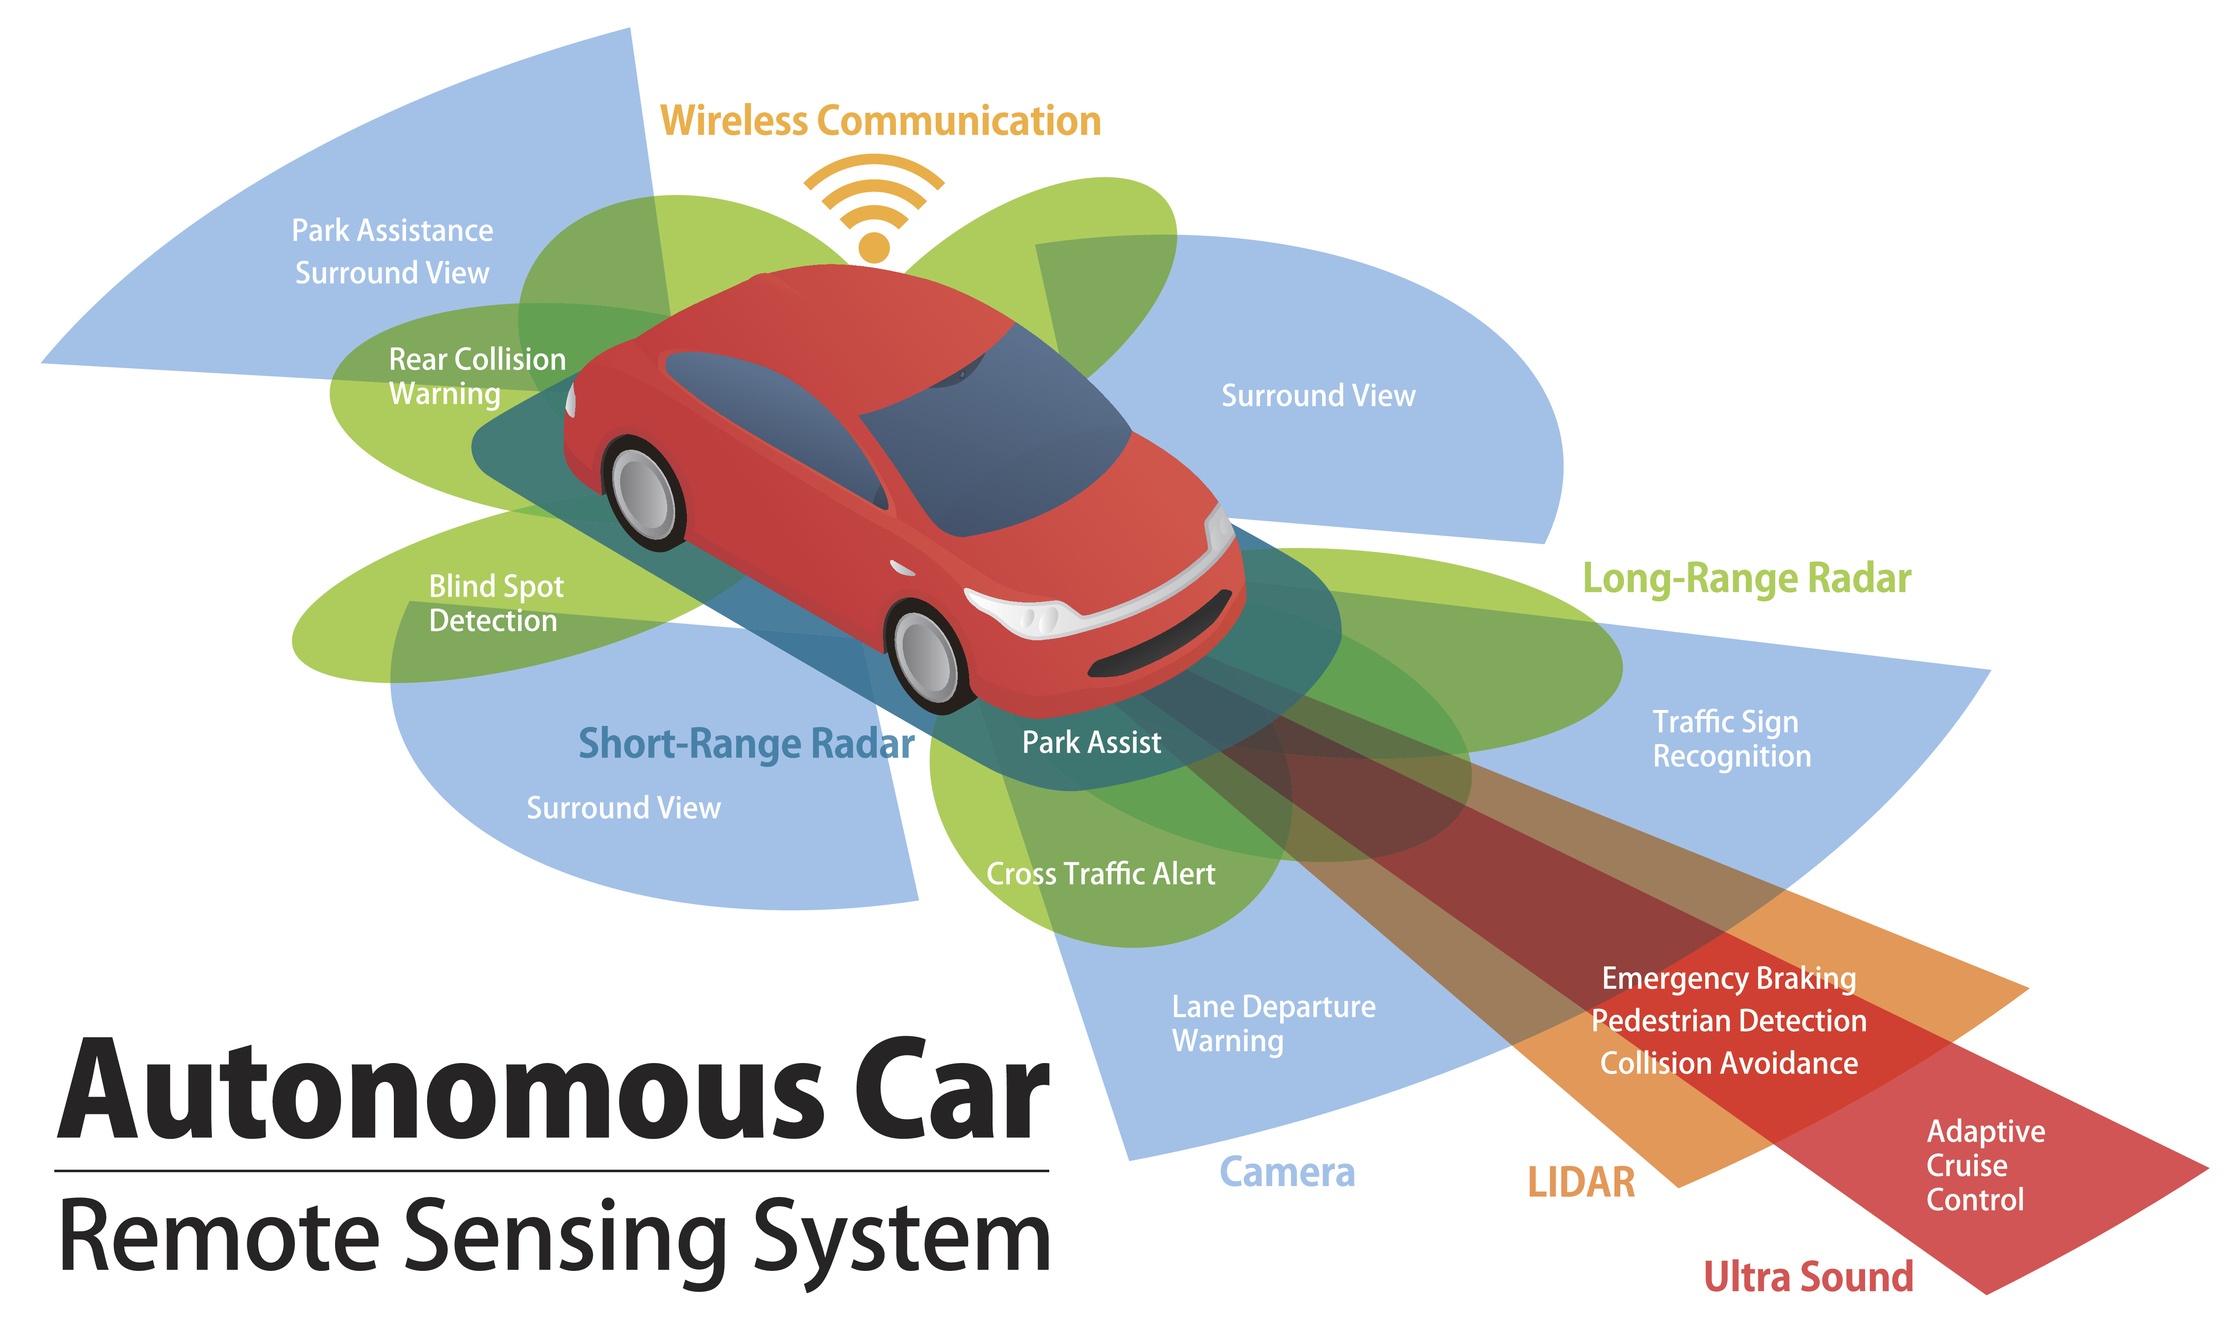 Wireless Communication
Park Assistance
Surround View
Rear Collision
Warning
Surround View
Blind Spot
Detection
Long-Range Radar
Traffic Sign
Recognition
Short-Range Radar
Park Assist
Surround View
Cross Traffic Alert
Lane Departure
Warning
Emergency Braking
Pedestrian Detection
Collision Avoidance
Adaptive
Cruise
Control
Camera
LIDAR
Ultra Sound
Autonomous Car
Remote Sensing System